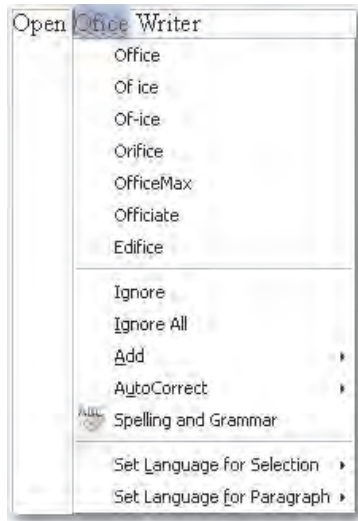 Open Ofice Writer
Office
Of ice
Of-ice
Orifice
OfficeMax
Officiate
Edifice
Ignore
Ignore All
Add
AutoCorrect
ABC Spelling and Grammar
Set Language for Selection
Set Language for Paragraph